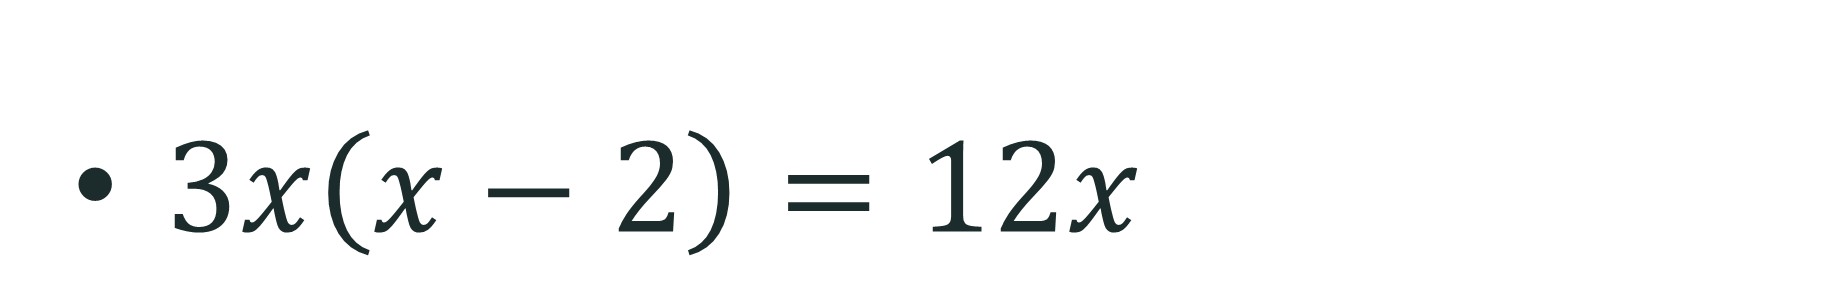 • 3x(x − 2) = 12x